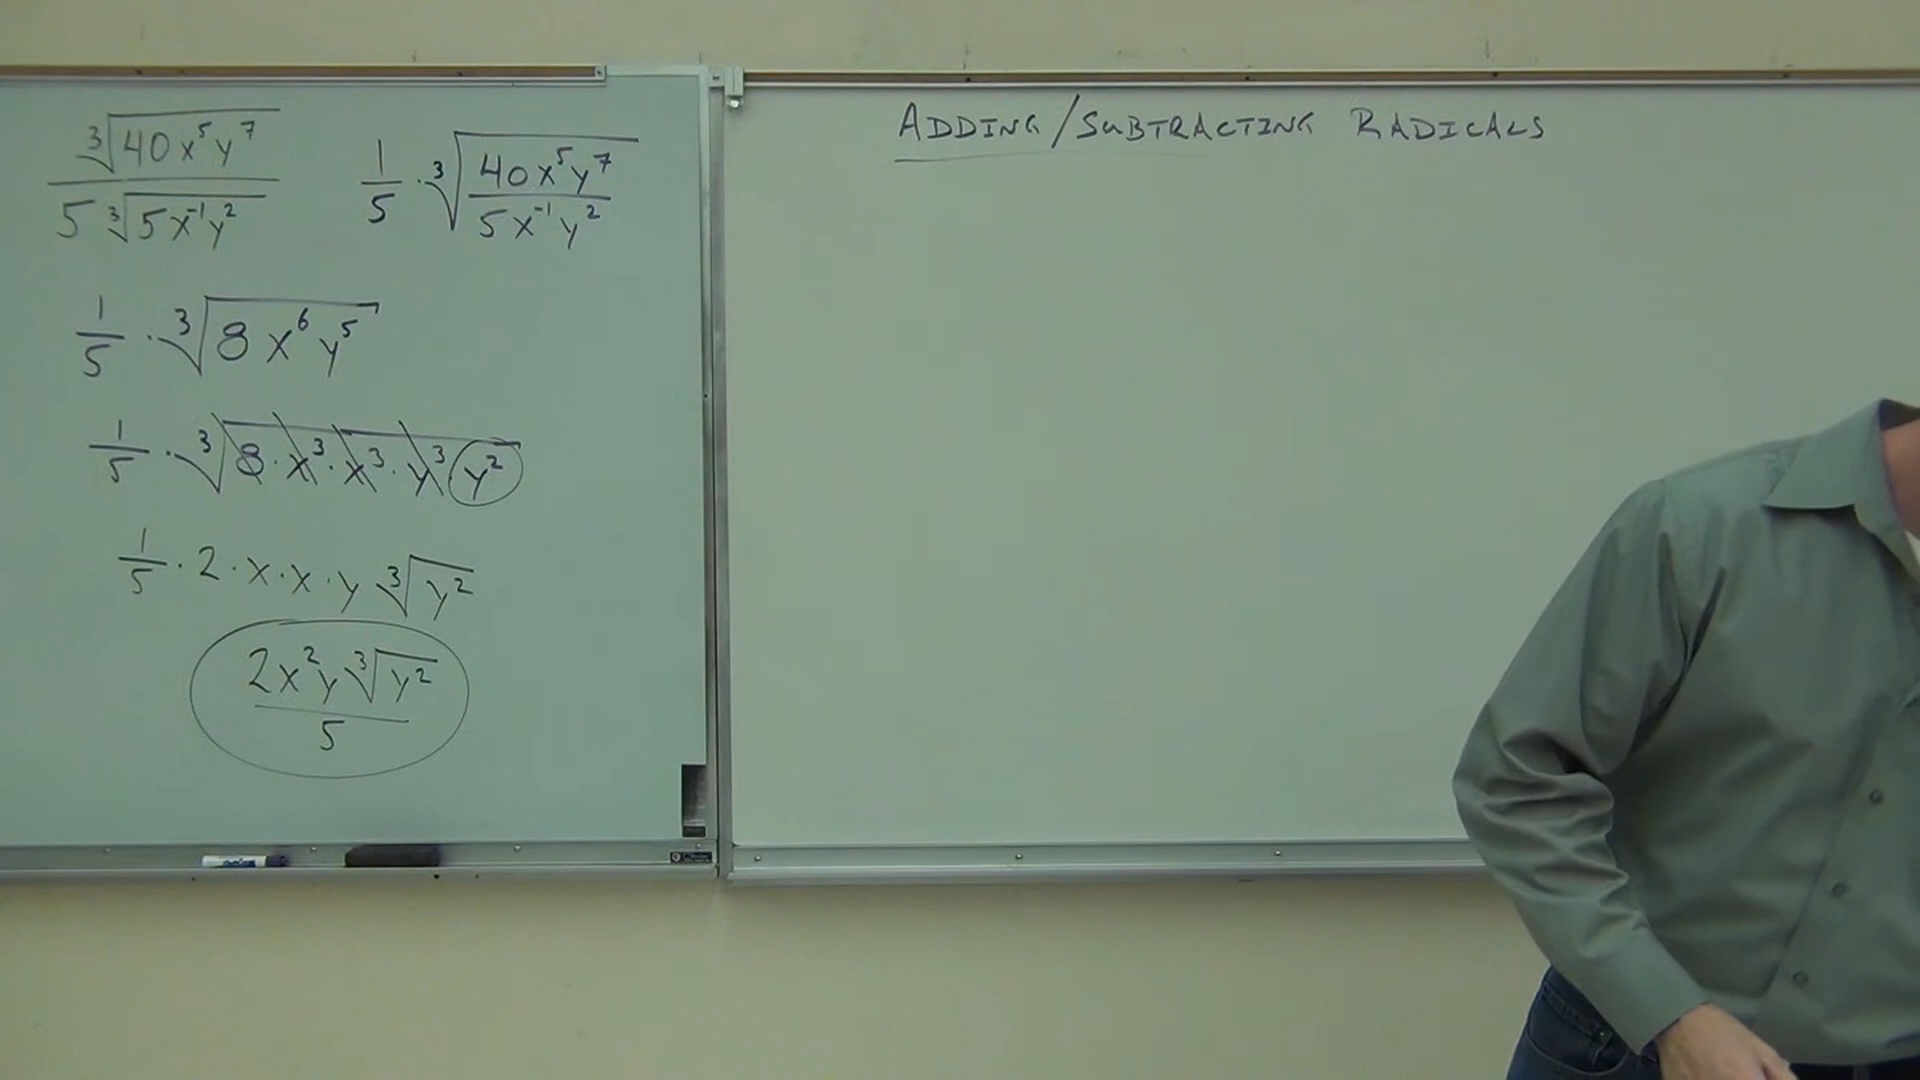 ∛(40x⁵y⁷) / 5∛(5x⁻¹y²)    1/5 · ∛(40x⁵y⁷ / 5x⁻¹y²)
1/5 · ∛(8x⁶y⁵)
1/5 · ∛(8 · x³ · x³ · y³ · y²)
1/5 · 2 · x · x · y ∛(y²)
2x²y∛(y²) / 5
ADDING/SUBTRACTING RADICALS